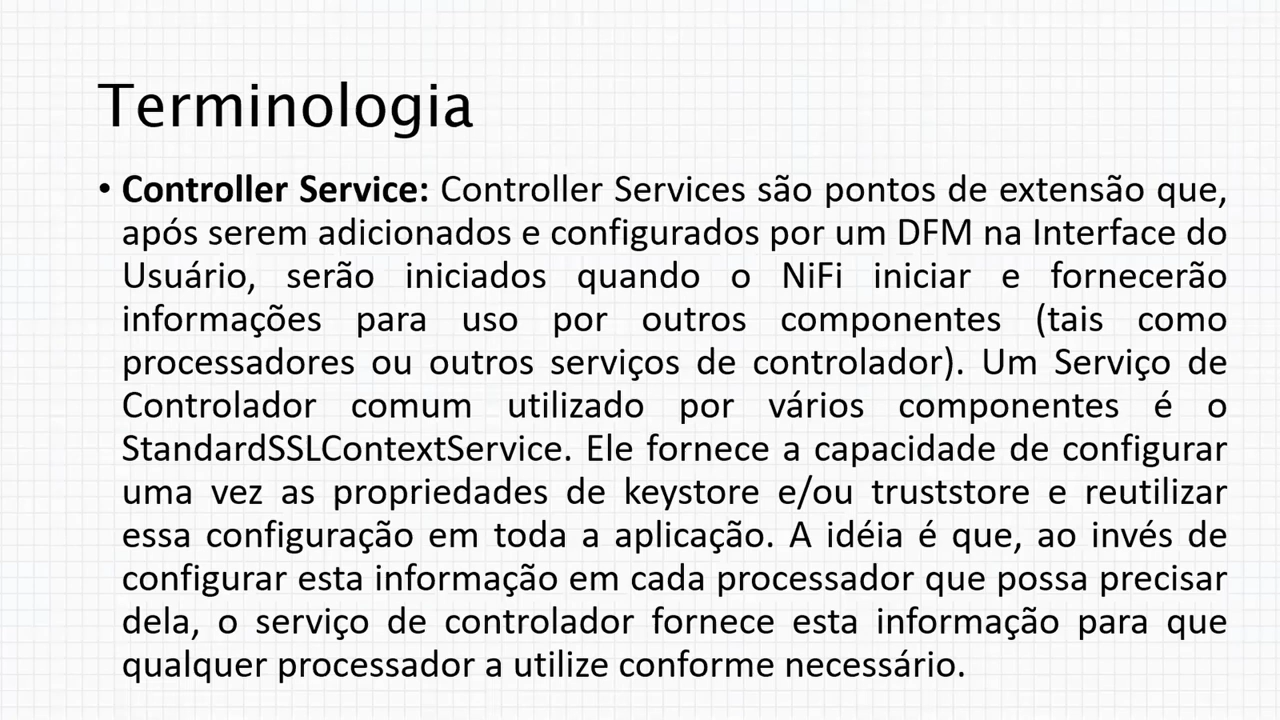 Terminologia
• Controller Service: Controller Services são pontos de extensão que,
após serem adicionados e configurados por um DFM na Interface do
Usuário, serão iniciados quando o NiFi iniciar e fornecerão
informações para uso por outros componentes (tais como
processadores ou outros serviços de controlador). Um Serviço de
Controlador comum utilizado por vários componentes é o
StandardSSLContextService. Ele fornece a capacidade de configurar
uma vez as propriedades de keystore e/ou truststore e reutilizar
essa configuração em toda a aplicação. A idéia é que, ao invés de
configurar esta informação em cada processador que possa precisar
dela, o serviço de controlador fornece esta informação para que
qualquer processador a utilize conforme necessário.